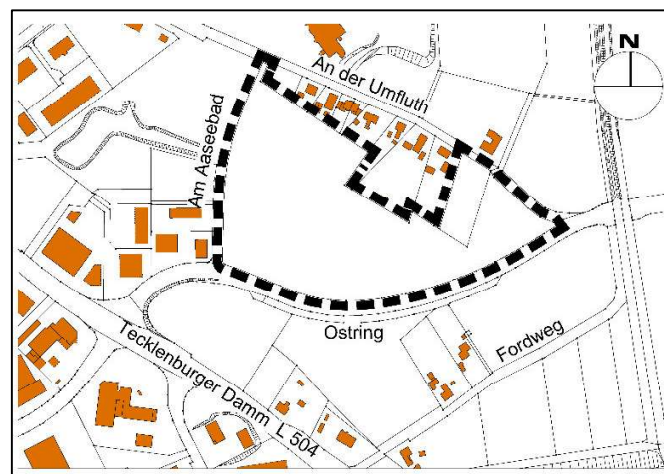 An der Umfluth
N
Am Aaseebad
Ostring
Fordweg
Tecklenburger Damm L 504